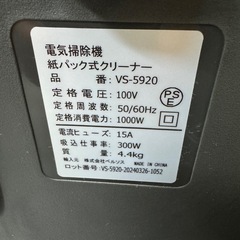 電気掃除機
紙パック式クリーナー
品番 VS-5920
定格電圧 100V
定格周波数 50/60Hz
定格消費電力 1000W
PSE
電流ヒューズ 15A
吸込仕事率 300W
質量 4.4kg
輸入元 株式会社ベルソス MADE IN CHINA
ロット番号 VS-5920-20240326-1052